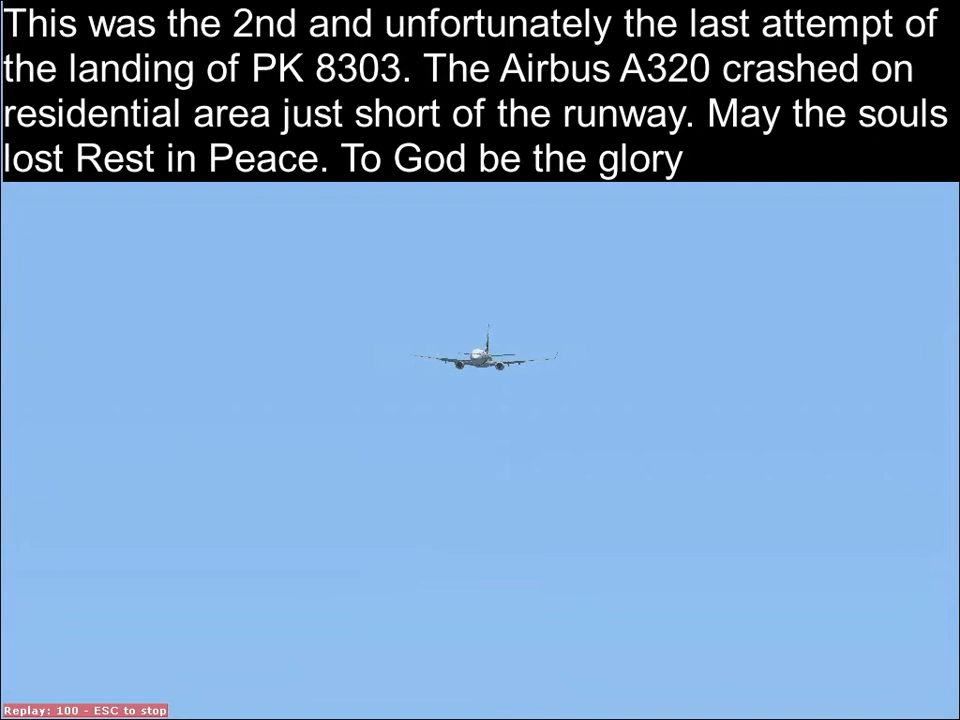 This was the 2nd and unfortunately the last attempt of
the landing of PK 8303. The Airbus A320 crashed on
residential area just short of the runway. May the souls
lost Rest in Peace. To God be the glory
Replay: 100 - ESC to stop